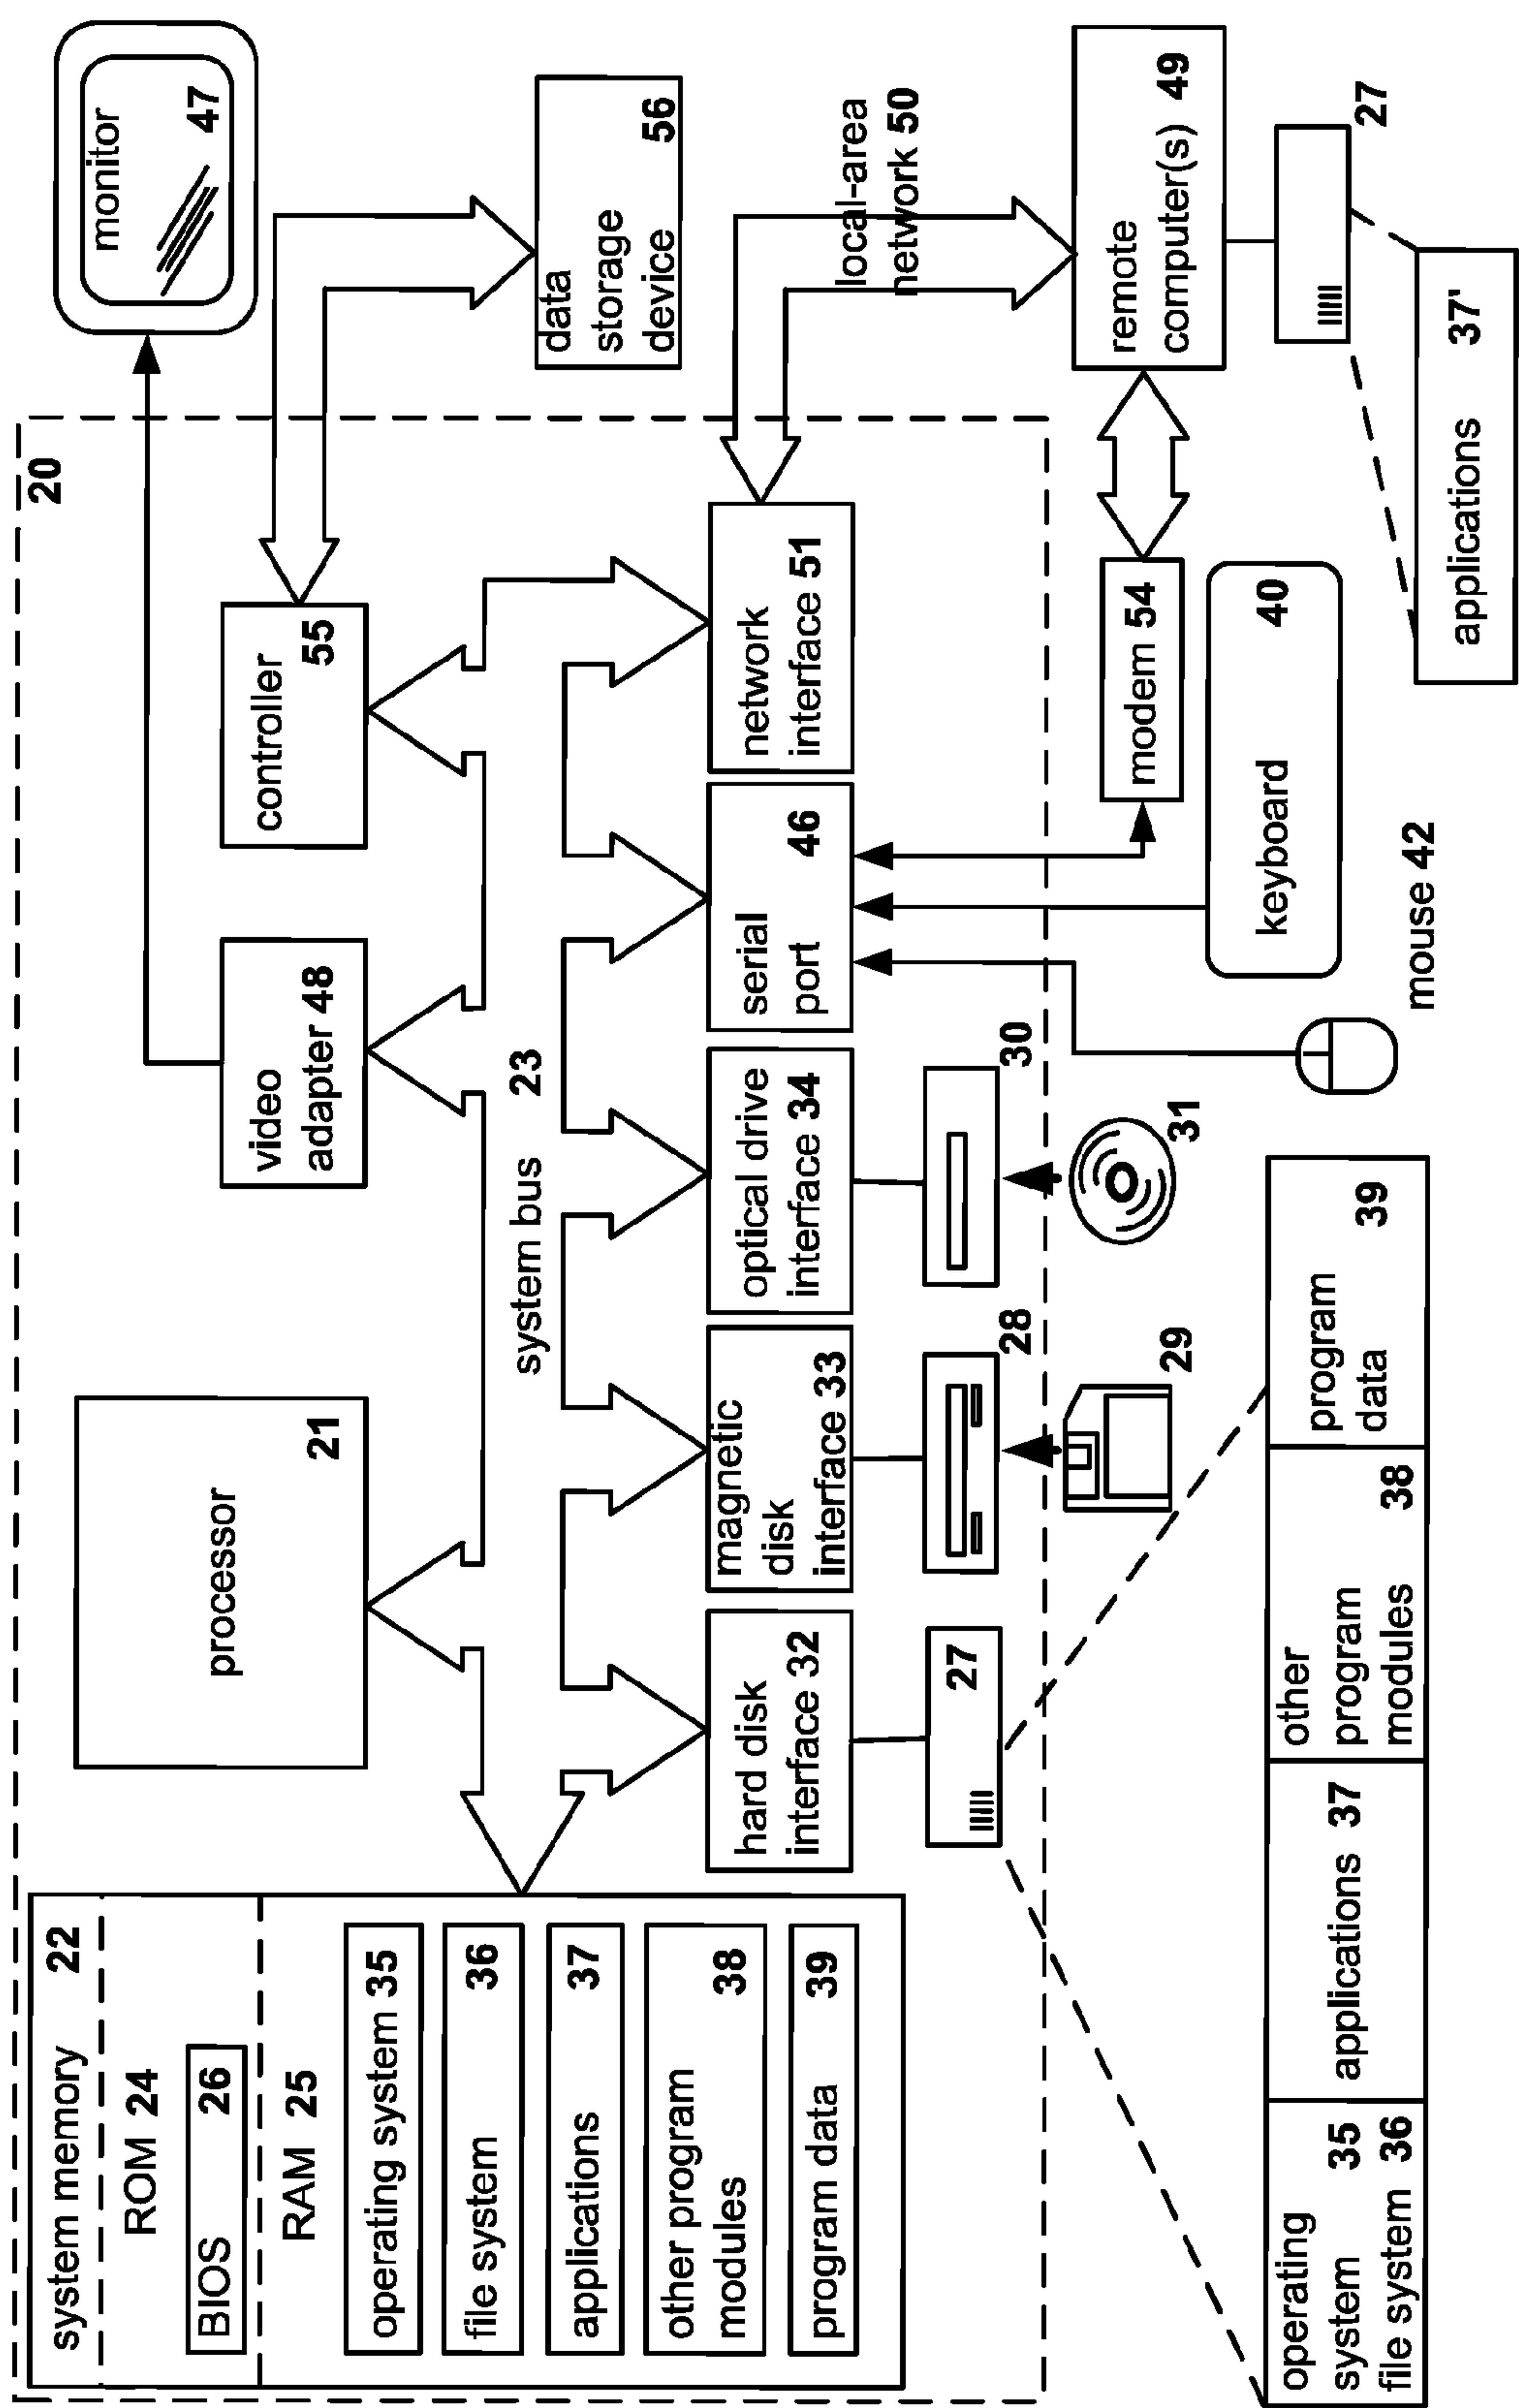 system memory 22
ROM 24
BIOS 26
RAM 25
operating system 35
file system 36
applications 37
other program
modules 38
program data 39
processor
21
video
adapter 48
controller
55
monitor
47
20
system bus 23
data
storage
device 56
hard disk
interface 32
magnetic
disk
interface 33
optical drive
interface 34
serial
port 46
network
interface 51
local-area
network 50
27
28
30
29
31
mouse 42
keyboard 40
modem 54
remote
computer(s) 49
27
applications 37'
operating
system 35
file system 36
applications 37
other
program
modules 38
program
data 39